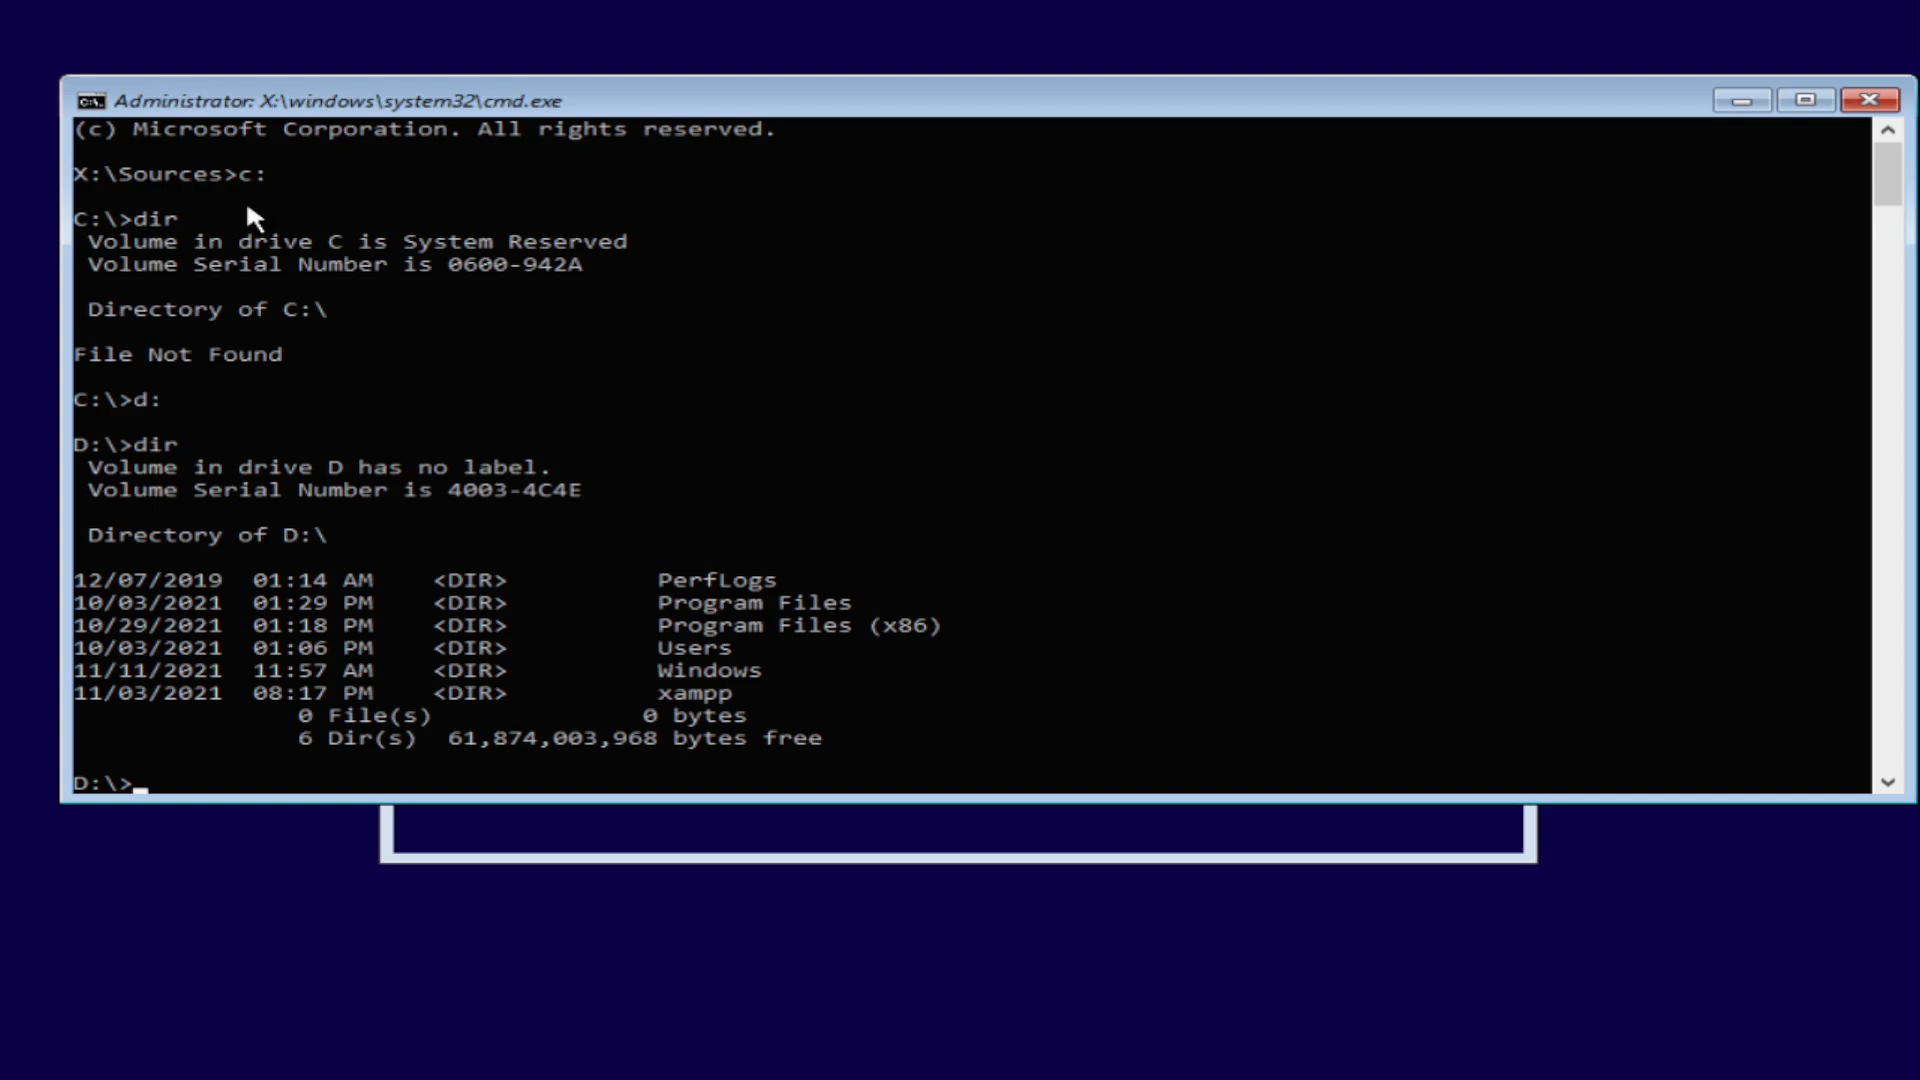 Administrator: X:\windows\system32\cmd.exe
(c) Microsoft Corporation. All rights reserved.
X:\Sources>c:
C:\>dir
Volume in drive C is System Reserved
Volume Serial Number is 0600-942A
Directory of C:\
File Not Found
C:\>d:
D:\>dir
Volume in drive D has no label.
Volume Serial Number is 4003-4C4E
Directory of D:\
12/07/2019  01:14 AM    <DIR>          PerfLogs
10/03/2021  01:29 PM    <DIR>          Program Files
10/29/2021  01:18 PM    <DIR>          Program Files (x86)
10/03/2021  01:06 PM    <DIR>          Users
11/11/2021  11:57 AM    <DIR>          Windows
11/03/2021  08:17 PM    <DIR>          xampp
0 File(s)              0 bytes
6 Dir(s)  61,874,003,968 bytes free
D:\>